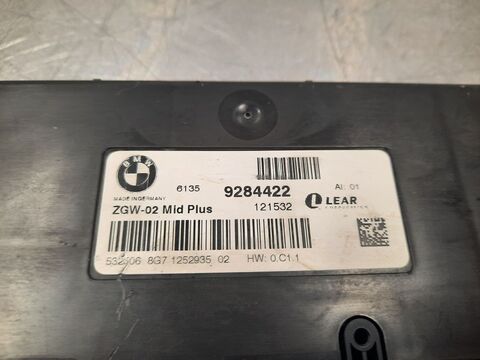 BMW
MADE IN GERMANY
6135 9284422 AI: 01
ZGW-02 Mid Plus 121532 LEAR
CORPORATION
8G7 1252935 02 HW: 0.C1.1